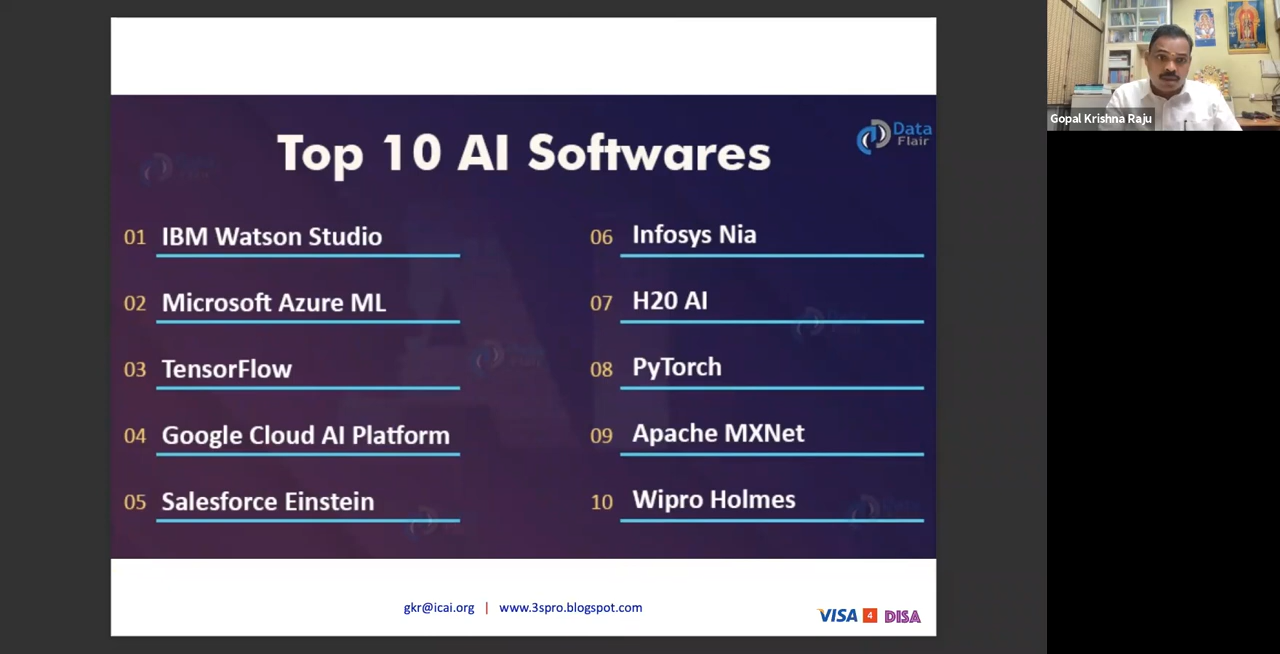 Top 10 AI Softwares
Data
Flair
01 IBM Watson Studio
02 Microsoft Azure ML
03 TensorFlow
04 Google Cloud AI Platform
05 Salesforce Einstein
06 Infosys Nia
07 H20 AI
08 PyTorch
09 Apache MXNet
10 Wipro Holmes
gkr@icai.org | www.3spro.blogspot.com
VISA 4 DISA
Gopal Krishna Raju